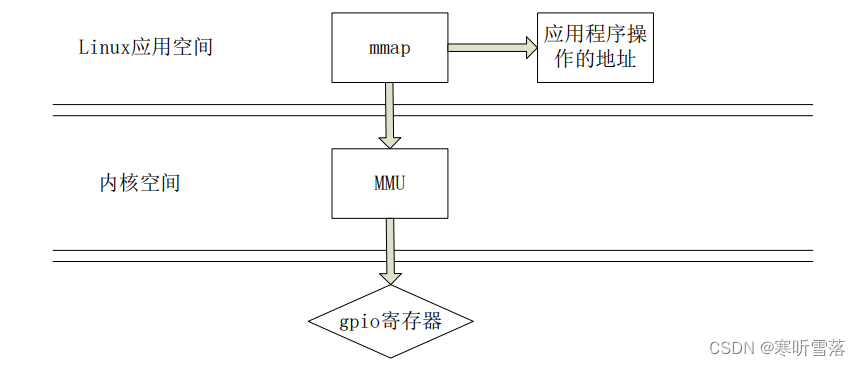 Linux应用空间
mmap
应用程序操
作的地址
内核空间
MMU
gpio寄存器
CSDN @寒听雪落